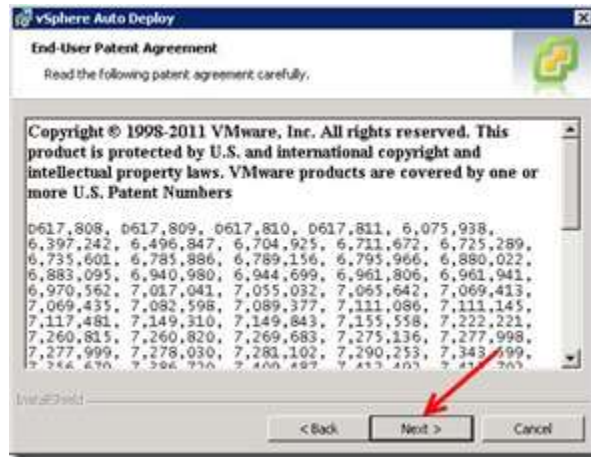 vSphere Auto Deploy
End-User Patent Agreement
Read the following patent agreement carefully.
Copyright © 1998-2011 VMware, Inc. All rights reserved. This
product is protected by U.S. and international copyright and
intellectual property laws. VMware products are covered by one or
more U.S. Patent Numbers
D617,808, D617,809, D617,810, D617,811, 6,075,938,
6,397,242, 6,496,847, 6,704,925, 6,711,672, 6,725,289,
6,735,601, 6,785,886, 6,789,156, 6,795,966, 6,880,022,
6,883,095, 6,940,980, 6,944,699, 6,961,806, 6,961,941,
6,970,562, 7,017,041, 7,055,032, 7,065,642, 7,069,413,
7,069,435, 7,082,598, 7,089,377, 7,111,086, 7,111,145,
7,117,481, 7,149,310, 7,149,843, 7,155,558, 7,222,221,
7,260,815, 7,260,820, 7,269,683, 7,275,136, 7,277,998,
7,277,999, 7,278,030, 7,281,102, 7,290,253, 7,343,599,
InstallShield
< Back Next > Cancel